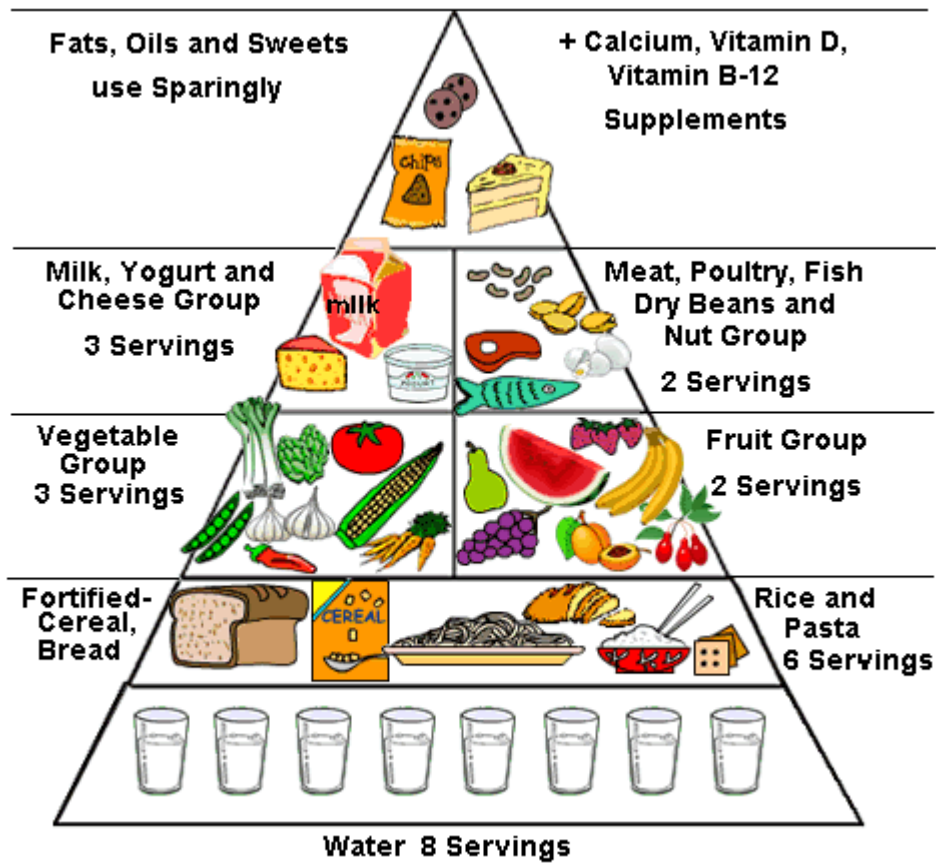 Fats, Oils and Sweets
use Sparingly
+ Calcium, Vitamin D,
Vitamin B-12
Supplements
chips
Milk, Yogurt and
Cheese Group
3 Servings
milk
YOGURT
Meat, Poultry, Fish
Dry Beans and
Nut Group
2 Servings
Vegetable
Group
3 Servings
Fruit Group
2 Servings
Fortified-
Cereal,
Bread
CEREAL
Rice and
Pasta
6 Servings
Water 8 Servings